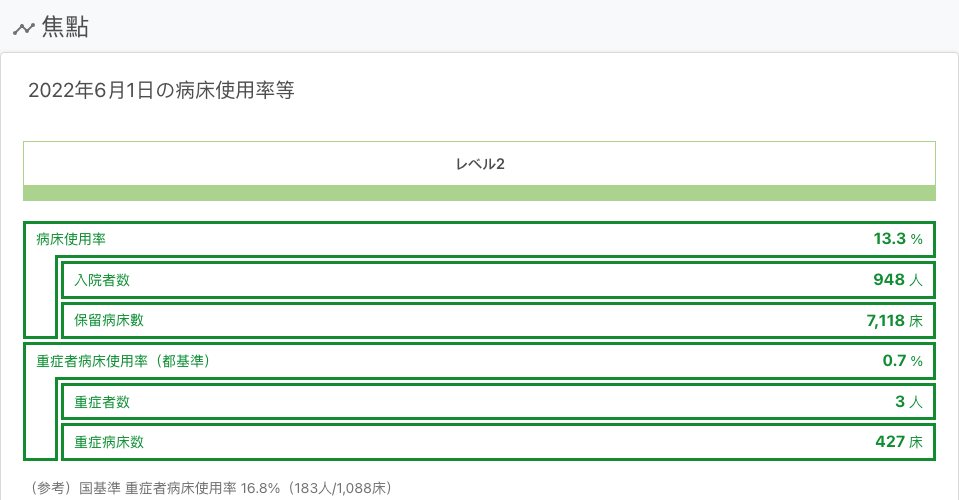 焦點
2022年6月1日の病床使用率等
レベル2
病床使用率 13.3 %
入院者数 948 人
保留病床數 7,118 床
重症者病床使用率（都基準） 0.7 %
重症者数 3 人
重症病床数 427 床
（参考）国基準 重症者病床使用率 16.8%（183人/1,088床）